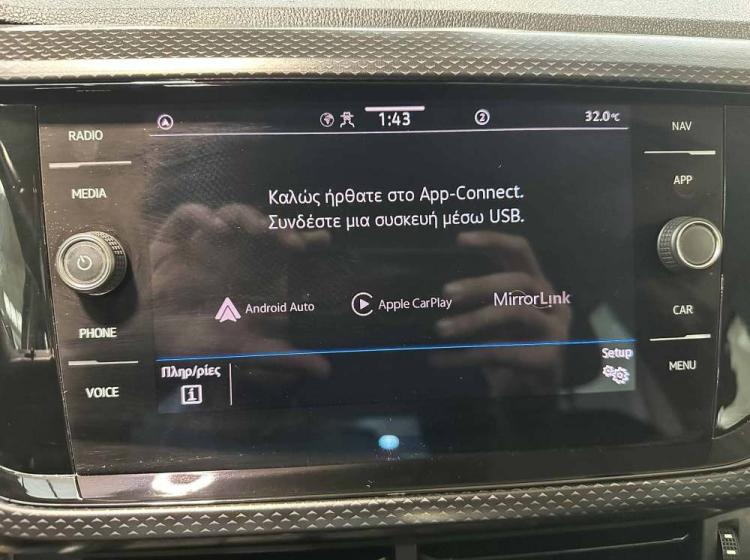 RADIO
MEDIA
PHONE
VOICE
1:43
2
32.0°C
Καλώς ήρθατε στο App-Connect.
Συνδέστε μια συσκευή μέσω USB.
Android Auto
Apple CarPlay
MirrorLink
Πληρ/ρίες
i
Setup
NAV
APP
CAR
MENU